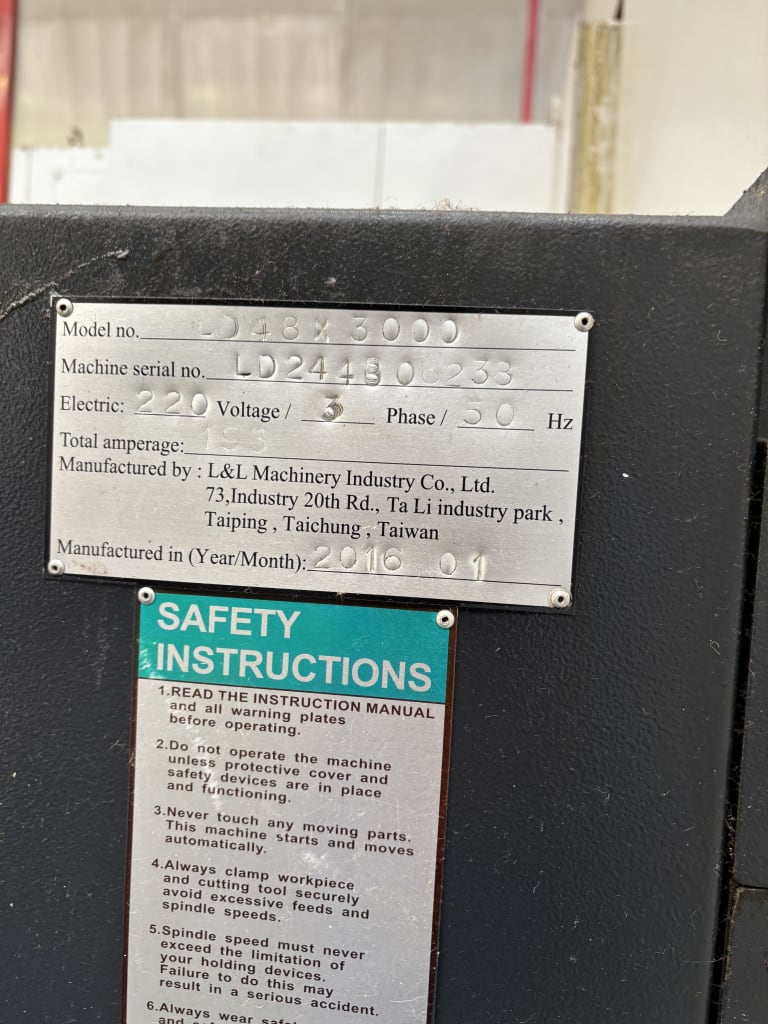 Model no. LD48X3000
Machine serial no. LD2448
Electric: 220 Voltage / 3 Phase / 50 Hz
Total amperage: 193
Manufactured by : L&L Machinery Industry Co., Ltd.
73,Industry 20th Rd., Ta Li industry park ,
Taiping , Taichung , Taiwan
Manufactured in (Year/Month): 2016 01
SAFETY
INSTRUCTIONS
1.READ THE INSTRUCTION MANUAL
and all warning plates
before operating.
2.Do not operate the machine
unless protective cover and
safety devices are in place
and functioning.
3.Never touch any moving parts.
This machine starts and moves
automatically.
4.Always clamp workpiece
and cutting tool securely
avoid excessive feeds and
spindle speeds.
5.Spindle speed must never
exceed the limitation of
your holding devices.
Failure to do this may
result in a serious accident.
6.Always wear
and